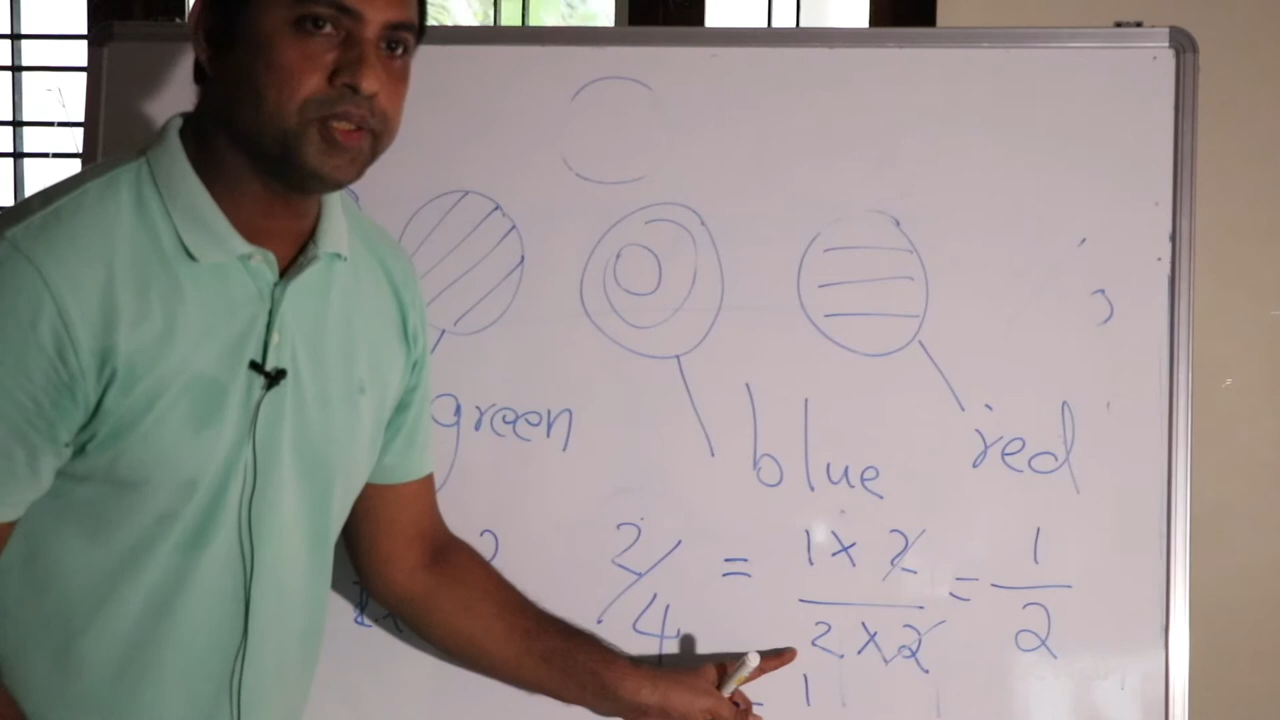 green
blue
red
2/4 = 1 x 2 / 2 x 2 = 1/2